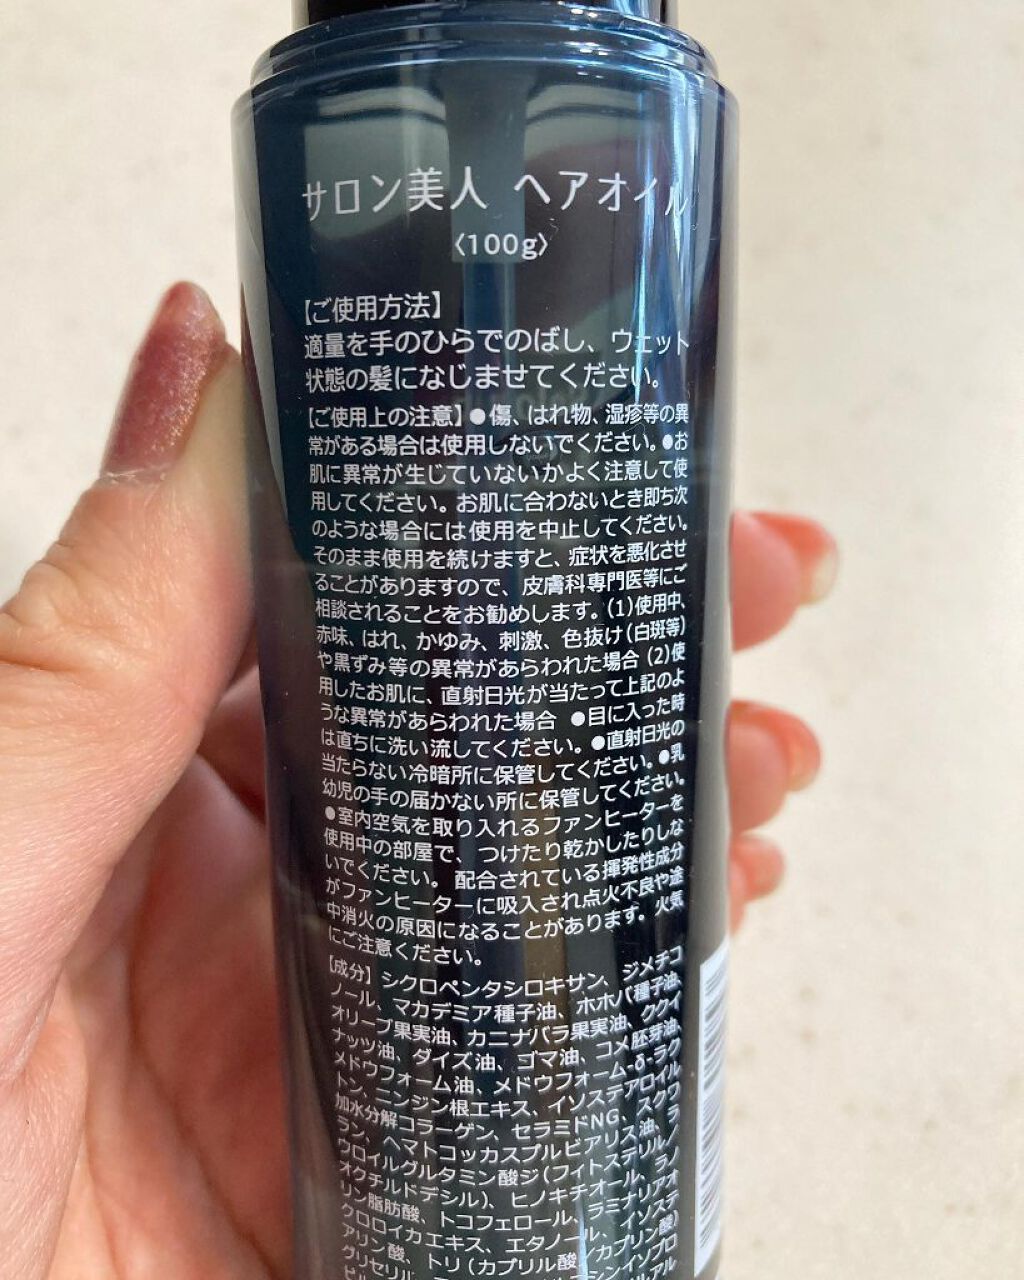 サロン美人 ヘアオイル
〈100g〉
【ご使用方法】
適量を手のひらでのばし、ウェット
状態の髪になじませてください。
【ご使用上の注意】●傷、はれ物、湿疹等の異
常がある場合は使用しないでください。●お
肌に異常が生じていないかよく注意して使
用してください。お肌に合わないとき即ち次
のような場合には使用を中止してください。
そのまま使用を続けますと、症状を悪化させ
ることがありますので、皮膚科専門医等にご
相談されることをお勧めします。(1)使用中、
赤味、はれ、かゆみ、刺激、色抜け(白斑等)
や黒ずみ等の異常があらわれた場合 (2)使
用したお肌に、直射日光が当たって上記のよ
うな異常があらわれた場合 ●目に入った時
は直ちに洗い流してください。●直射日光の
当たらない冷暗所に保管してください。●乳
幼児の手の届かない所に保管してください。
●室内空気を取り入れるファンヒーターを
使用中の部屋で、つけたり乾かしたりしな
いでください。配合されている揮発性成分
がファンヒーターに吸入され点火不良や途
中消火の原因になることがあります。火気
にご注意ください。
【成分】シクロペンタシロキサン、ジメチコ
ノール、マカデミア種子油、ホホバ種子油、
オリーブ果実油、カニナバラ果実油、ククイ
ナッツ油、ダイズ油、ゴマ油、コメ胚芽油、
メドウフォーム油、メドウフォーム-δ-ラク
トン、ニンジン根エキス、イソステアロイル
加水分解コラーゲン、セラミドNG、スクワ
ラン、ヘマトコッカスプルビアリス油、ラ
ウロイルグルタミン酸ジ(フィトステリル/
オクチルドデシル)、ヒノキチオール、ラノ
リン脂肪酸、トコフェロール、ラミナリアオ
クロロイカエキス、エタノール、イソステ
アリン酸、トリ(カプリル酸/カプリン酸)
グリセリル、